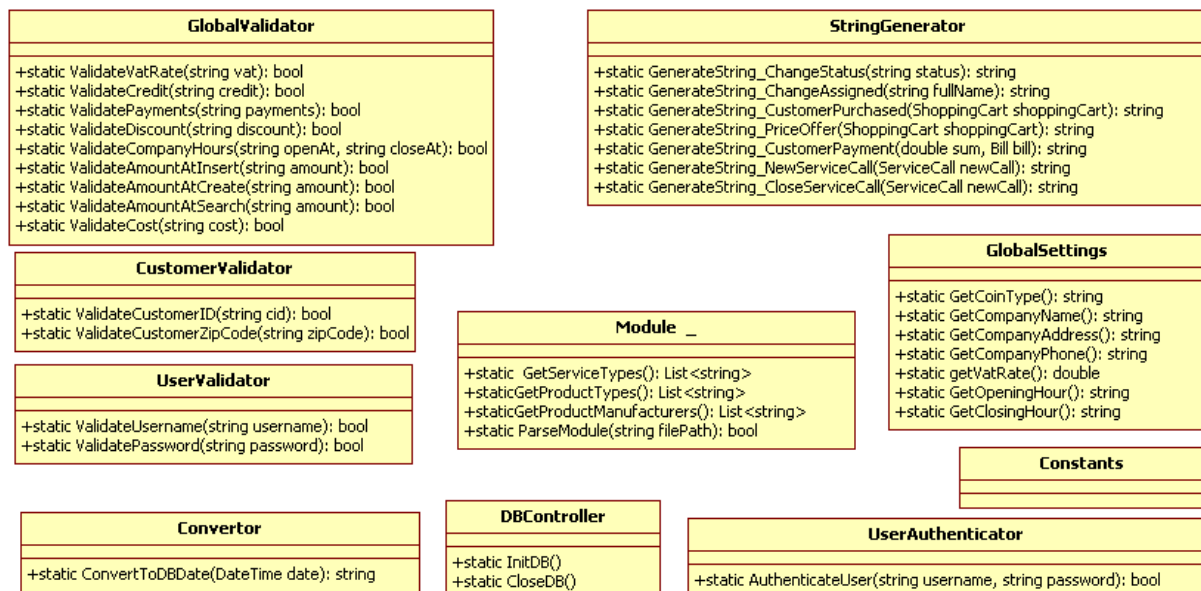 GlobalValidator
+static ValidateVatRate(string vat): bool
+static ValidateCredit(string credit): bool
+static ValidatePayments(string payments): bool
+static ValidateDiscount(string discount): bool
+static ValidateCompanyHours(string openAt, string closeAt): bool
+static ValidateAmountAtInsert(string amount): bool
+static ValidateAmountAtCreate(string amount): bool
+static ValidateAmountAtSearch(string amount): bool
+static ValidateCost(string cost): bool
StringGenerator
+static GenerateString_ChangeStatus(string status): string
+static GenerateString_ChangeAssigned(string fullName): string
+static GenerateString_CustomerPurchased(ShoppingCart shoppingCart): string
+static GenerateString_PriceOffer(ShoppingCart shoppingCart): string
+static GenerateString_CustomerPayment(double sum, Bill bill): string
+static GenerateString_NewServiceCall(ServiceCall newCall): string
+static GenerateString_CloseServiceCall(ServiceCall newCall): string
CustomerValidator
+static ValidateCustomerID(string cid): bool
+static ValidateCustomerZipCode(string zipCode): bool
GlobalSettings
+static GetCoinType(): string
+static GetCompanyName(): string
+static GetCompanyAddress(): string
+static GetCompanyPhone(): string
+static getVatRate(): double
+static GetOpeningHour(): string
+static GetClosingHour(): string
Module _
+static GetServiceTypes(): List<string>
+staticGetProductTypes(): List<string>
+staticGetProductManufacturers(): List<string>
+static ParseModule(string filePath): bool
UserValidator
+static ValidateUsername(string username): bool
+static ValidatePassword(string password): bool
Constants
Convertor
+static ConvertToDBDate(DateTime date): string
DBController
+static InitDB()
+static CloseDB()
UserAuthenticator
+static AuthenticateUser(string username, string password): bool